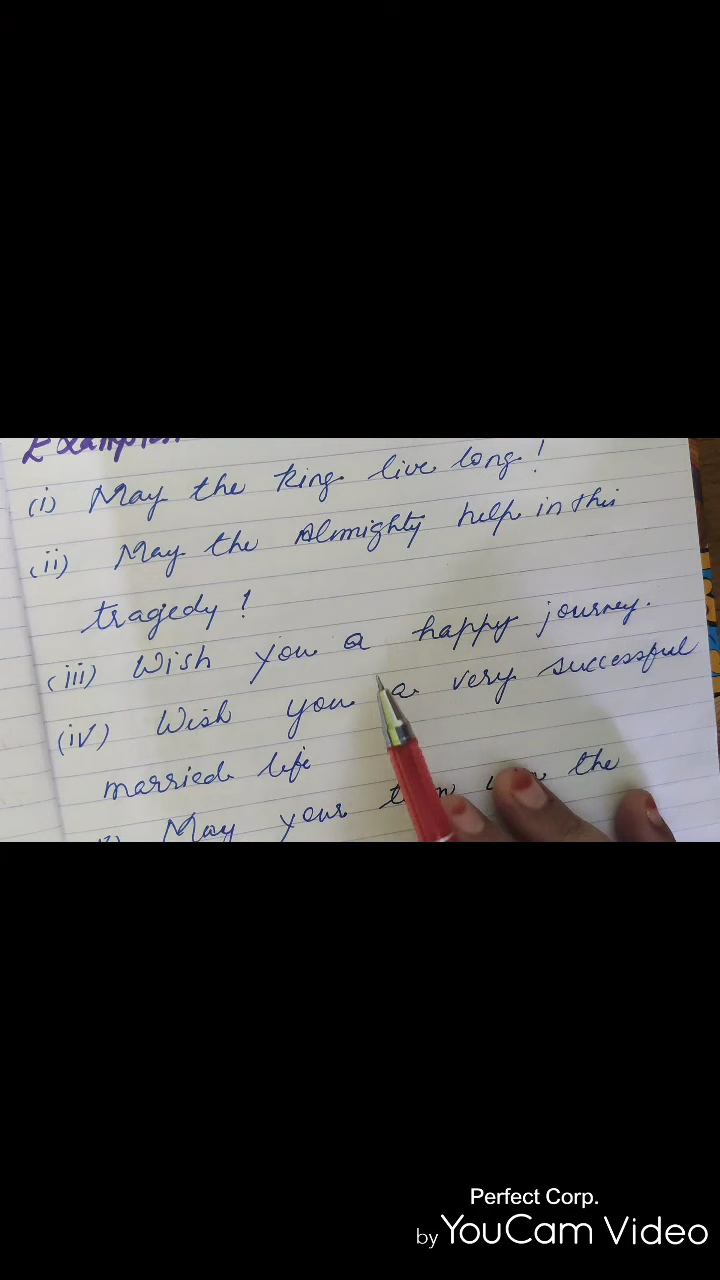 Examples.
(i) May the King live long!
(ii) May the Almighty help in this
tragedy!
(iii) Wish you a happy journey.
(iv) Wish you a very successful
married life
May your the
Perfect Corp.
by YouCam Video